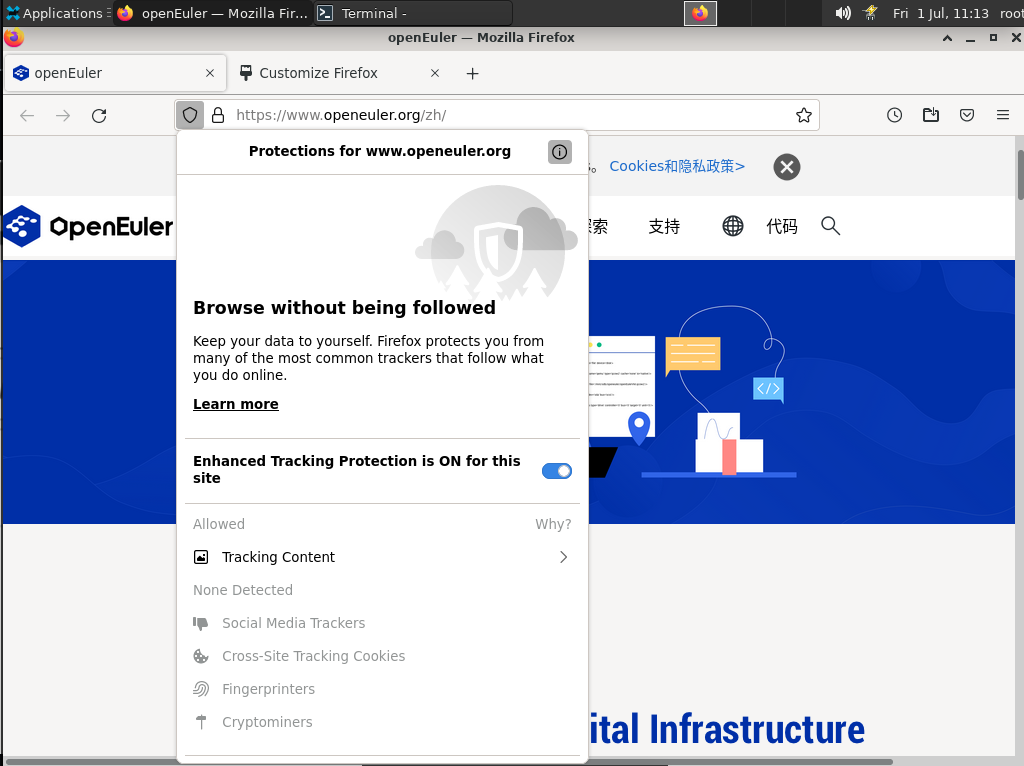 Applications
openEuler — Mozilla Fir...
Terminal -
Fri 1 Jul, 11:13
root
openEuler — Mozilla Firefox
openEuler
Customize Firefox
https://www.openeuler.org/zh/
Protections for www.openeuler.org
。 Cookies和隐私政策>
OpenEuler
索 支持 代码
Browse without being followed
Keep your data to yourself. Firefox protects you from
many of the most common trackers that follow what
you do online.
Learn more
</>
Enhanced Tracking Protection is ON for this
site
Allowed Why?
Tracking Content
None Detected
Social Media Trackers
Cross-Site Tracking Cookies
Fingerprinters
Cryptominers
ital Infrastructure